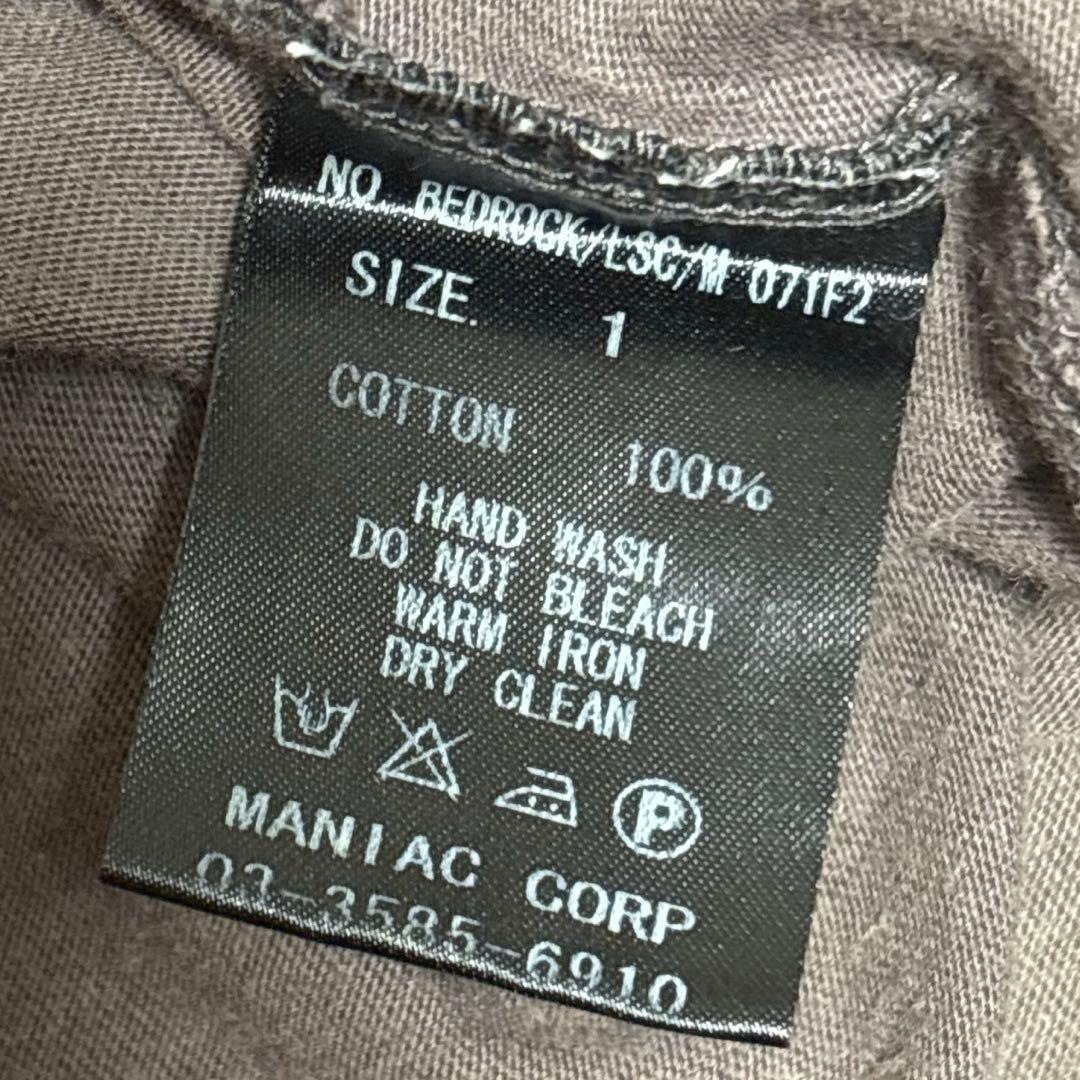 NO. BEDROCK/LSC/M 071F2
SIZE. 1
COTTON 100%
HAND WASH
DO NOT BLEACH
WARM IRON
DRY CLEAN
P
MANIAC CORP
03-3585-6910